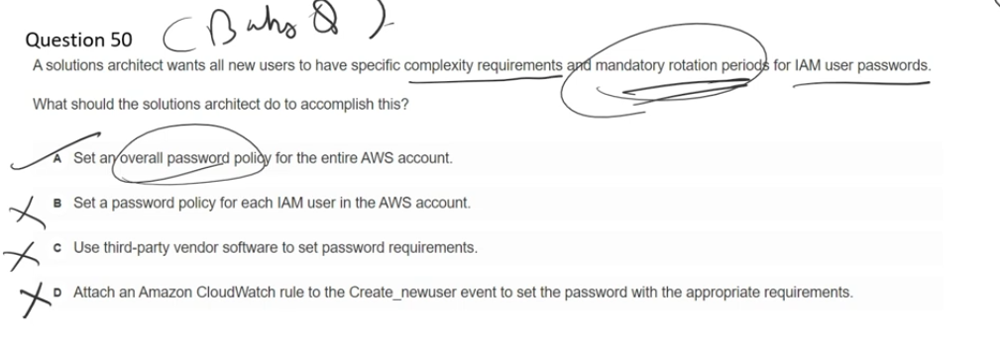 Question 50
A solutions architect wants all new users to have specific complexity requirements and mandatory rotation periods for IAM user passwords.
What should the solutions architect do to accomplish this?
A Set an overall password policy for the entire AWS account.
B Set a password policy for each IAM user in the AWS account.
C Use third-party vendor software to set password requirements.
D Attach an Amazon CloudWatch rule to the Create_newuser event to set the password with the appropriate requirements.